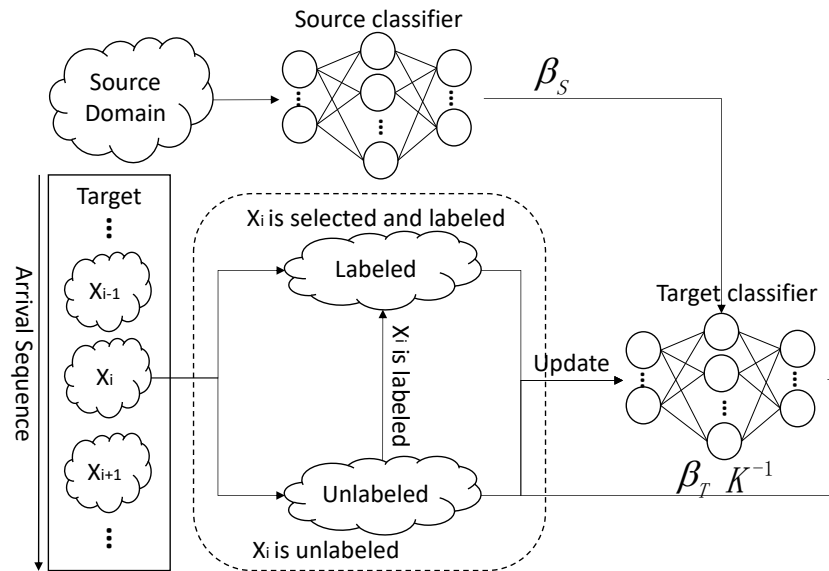 Source classifier
Source
Domain
β_S
Target
Arrival Sequence
X_i is selected and labeled
Labeled
X_{i-1}
Target classifier
X_i
X_i is labeled
Update
X_{i+1}
Unlabeled
β_T K^{-1}
X_i is unlabeled